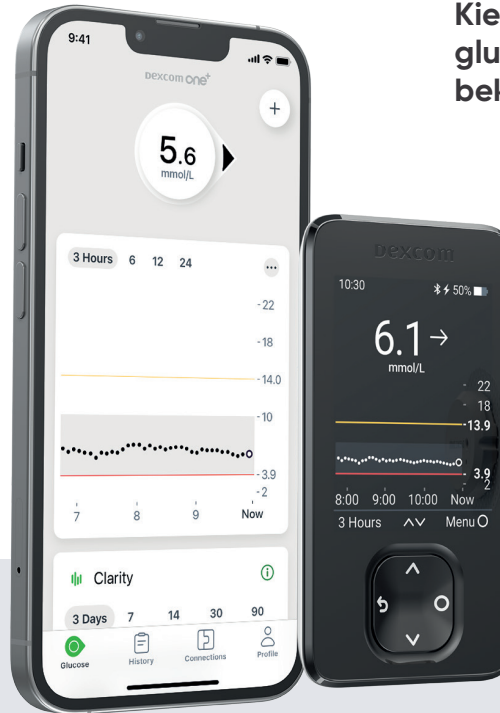 Kie
glu
bek
9:41
Dexcom ONE+
+
5.6
mmol/L
3 Hours 6 12 24
22
18
14.0
10
3.9
2
7 8 9 Now
Clarity
3 Days 7 14 30 90
Glucose History Connections Profile
Dexcom
10:30 50%
6.1
mmol/L
22
18
13.9
3.9
2
8:00 9:00 10:00 Now
3 Hours Menu